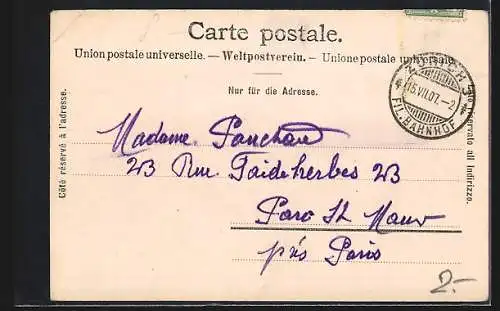 Carte postale.
Union postale universelle. — Weltpostverein. — Unione postale universale.
Nur für die Adresse.
Côté réservé à l'adresse.
Lato riservato all' Indirizzo.
15.VII.07.-2
FIL. BAHNHOF
Madame Panchaud
23 Rue Faidherbes 23
Parc St Maur
près Paris
2.-